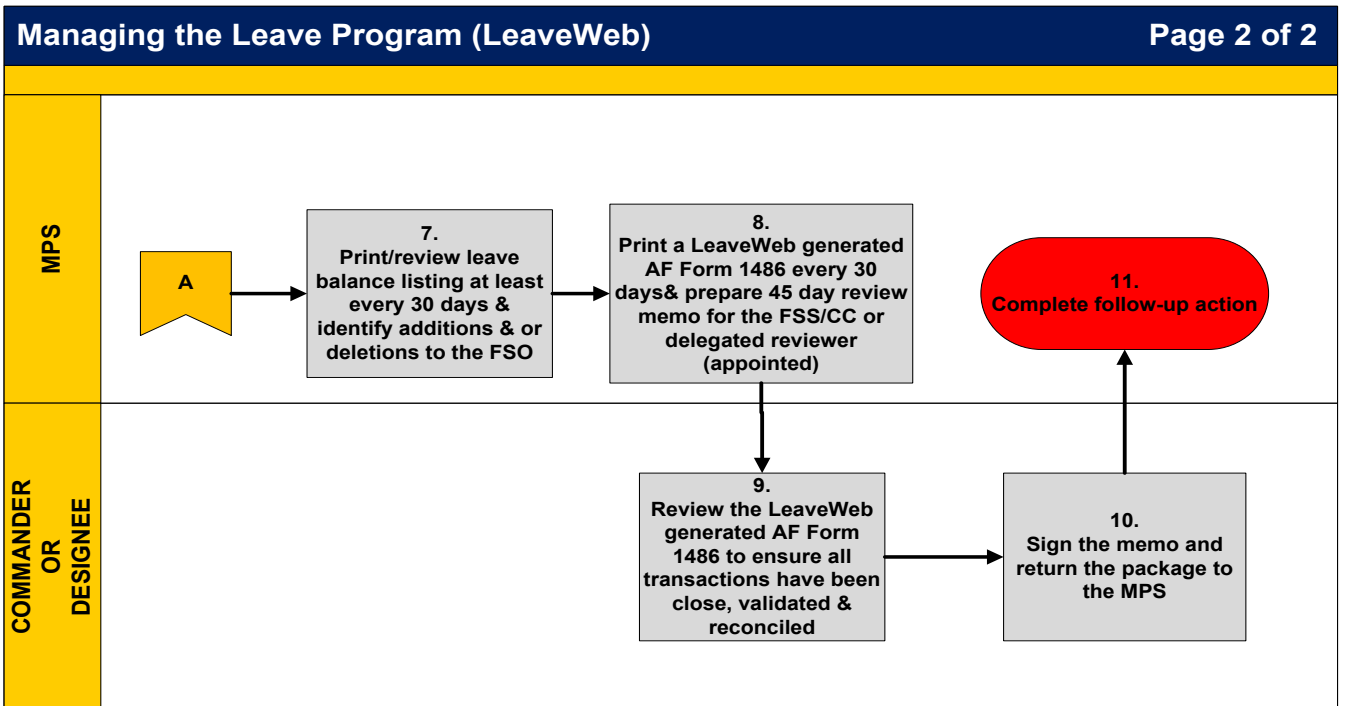 Managing the Leave Program (LeaveWeb)
Page 2 of 2
MPS
A
7.
Print/review leave
balance listing at least
every 30 days &
identify additions & or
deletions to the FSO
8.
Print a LeaveWeb generated
AF Form 1486 every 30
days& prepare 45 day review
memo for the FSS/CC or
delegated reviewer
(appointed)
11.
Complete follow-up action
COMMANDER
OR
DESIGNEE
9.
Review the LeaveWeb
generated AF Form
1486 to ensure all
transactions have been
close, validated &
reconciled
10.
Sign the memo and
return the package to
the MPS